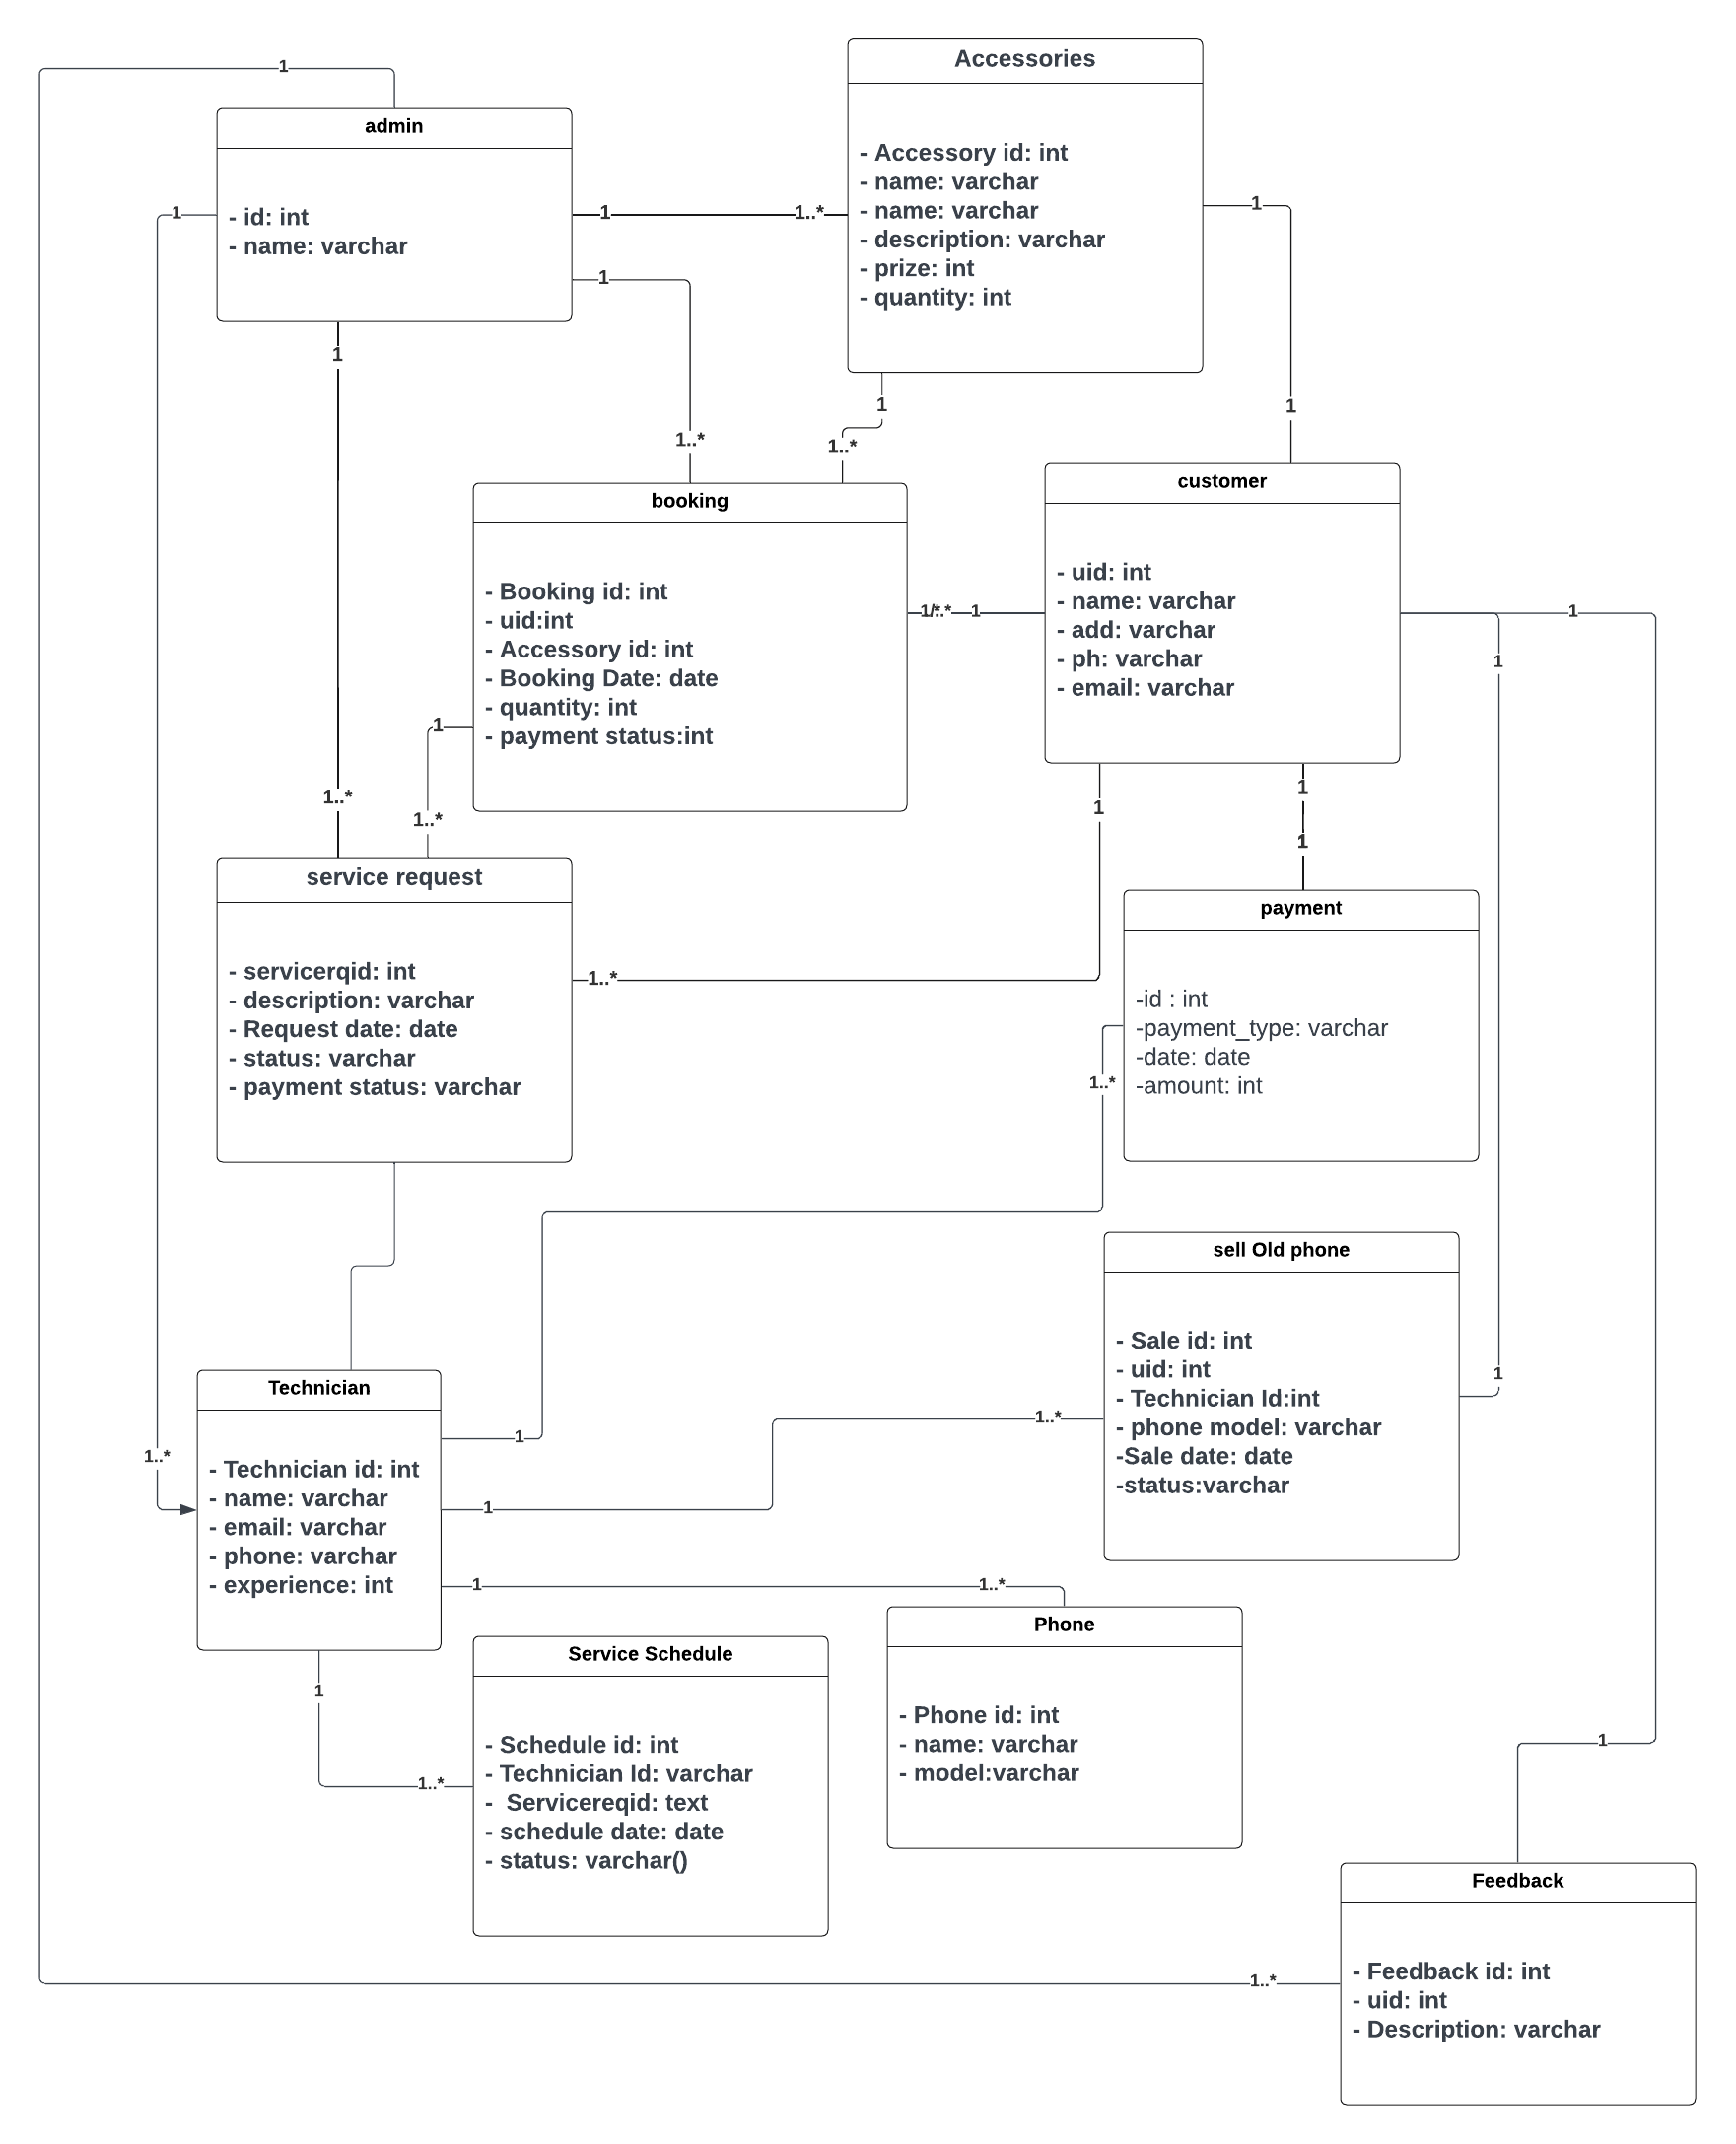 1
Accessories
- Accessory id: int
- name: varchar
- name: varchar
- description: varchar
- prize: int
- quantity: int
admin
- id: int
- name: varchar
1
1
1..*
1
1
1
1..*
1
1..*
1
1..*
booking
- Booking id: int
- uid:int
- Accessory id: int
- Booking Date: date
- quantity: int
- payment status:int
customer
- uid: int
- name: varchar
- add: varchar
- ph: varchar
- email: varchar
1
1
1
1
1..*
1..*
1
1
1
service request
- servicerqid: int
- description: varchar
- Request date: date
- status: varchar
- payment status: varchar
1..*
payment
-id : int
-payment_type: varchar
-date: date
-amount: int
1..*
sell Old phone
- Sale id: int
- uid: int
- Technician Id:int
- phone model: varchar
-Sale date: date
-status:varchar
1
Technician
- Technician id: int
- name: varchar
- email: varchar
- phone: varchar
- experience: int
1..*
1
1..*
1
1
1..*
Phone
- Phone id: int
- name: varchar
- model:varchar
1
1..*
Service Schedule
- Schedule id: int
- Technician Id: varchar
- Servicereqid: text
- schedule date: date
- status: varchar()
1
Feedback
- Feedback id: int
- uid: int
- Description: varchar
1..*